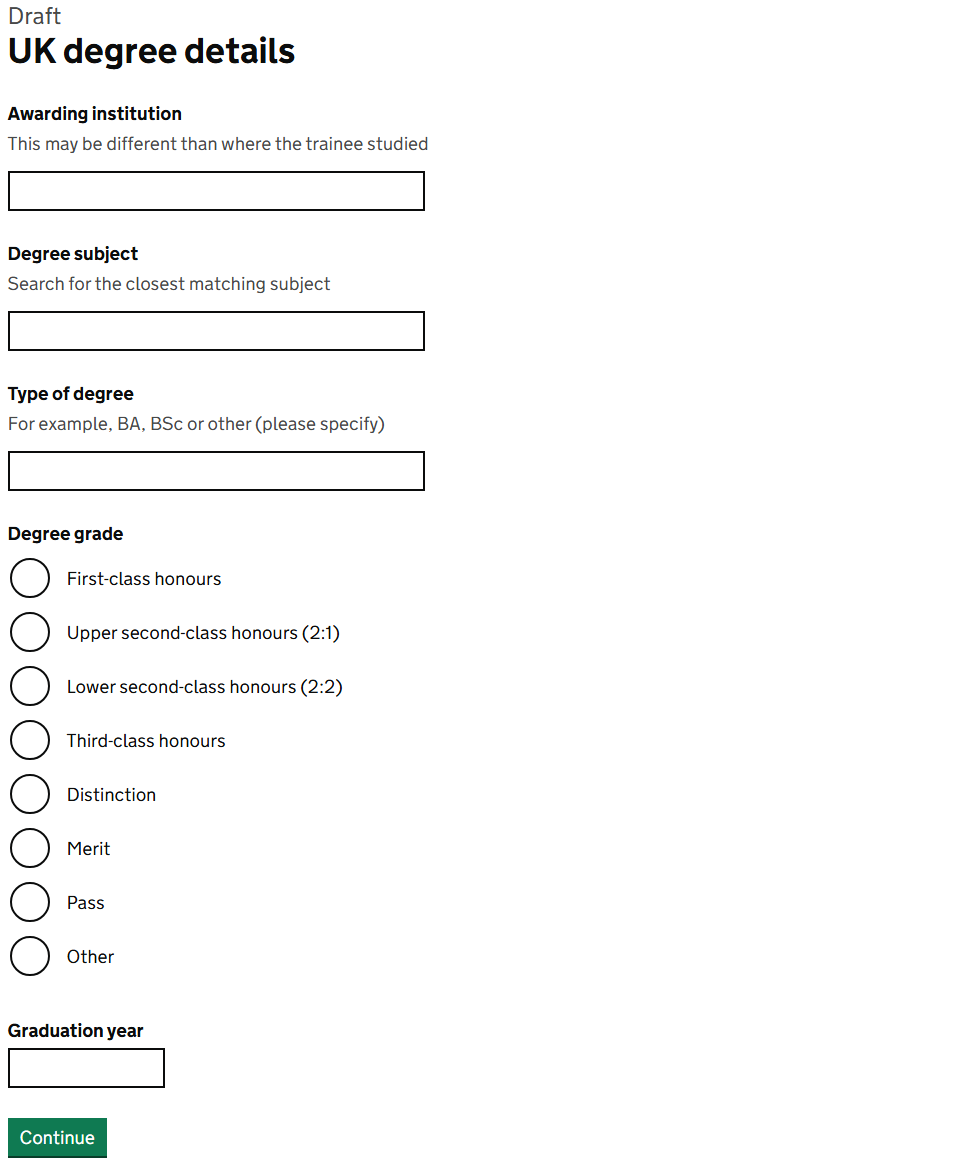 Draft
UK degree details
Awarding institution
This may be different than where the trainee studied
Degree subject
Search for the closest matching subject
Type of degree
For example, BA, BSc or other (please specify)
Degree grade
First-class honours
Upper second-class honours (2:1)
Lower second-class honours (2:2)
Third-class honours
Distinction
Merit
Pass
Other
Graduation year
Continue